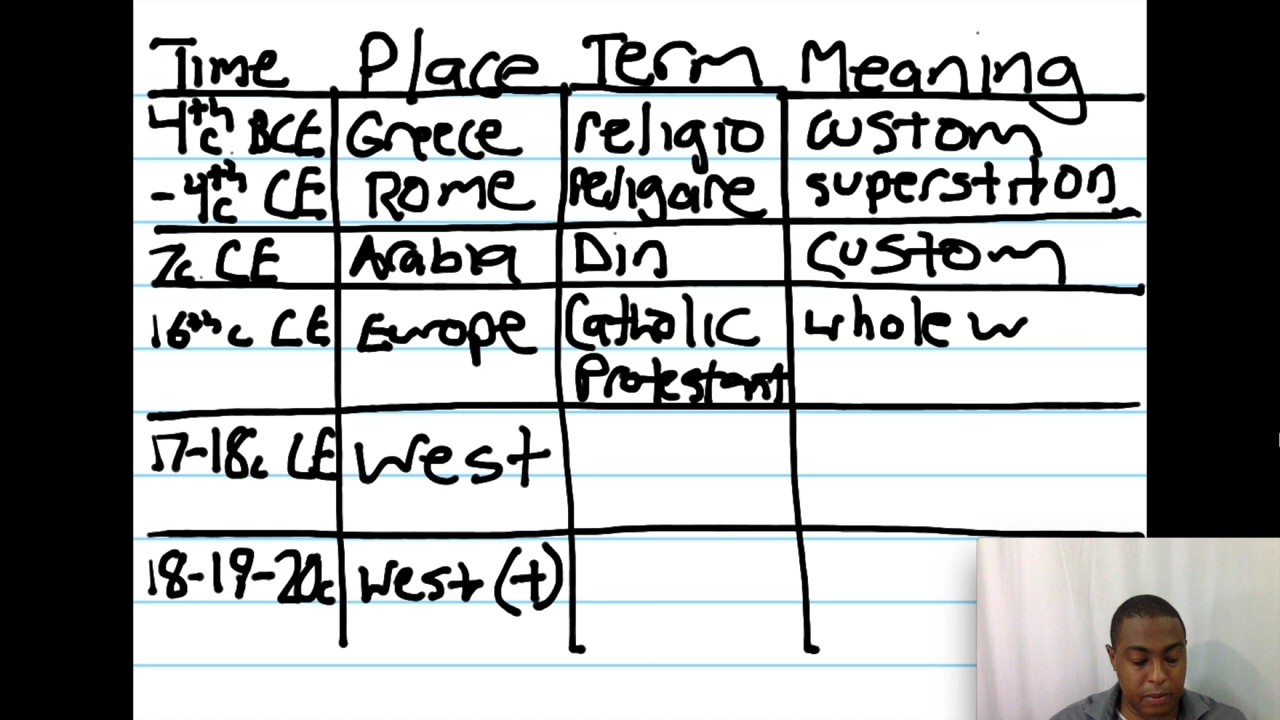 Time Place Term Meaning
4th c BCE Greece religio custom
-4th c CE Rome religare superstition
7c. CE Arabia Din custom
16th c CE Europe Catholic whole w
Protestant
17-18c CE West
18-19-20c West (+)